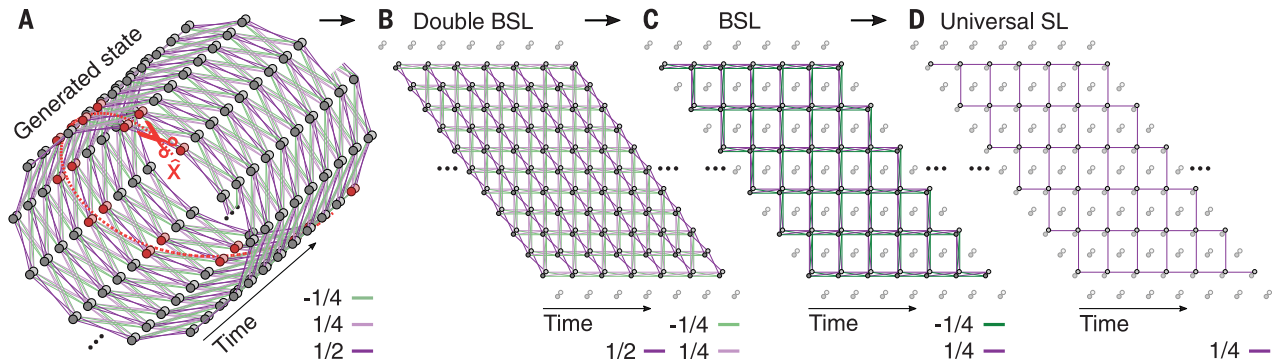 A
Generated state
x̂
Time
-1/4
1/4
1/2
B Double BSL
Time
-1/4
1/2 1/4
C BSL
Time
-1/4
1/4
D Universal SL
Time
1/4